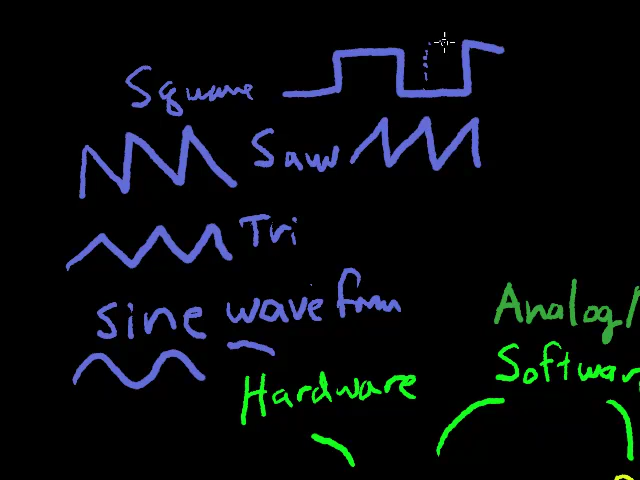 Square
Saw
Tri
sine wave form
Analog/
Hardware
Softwar